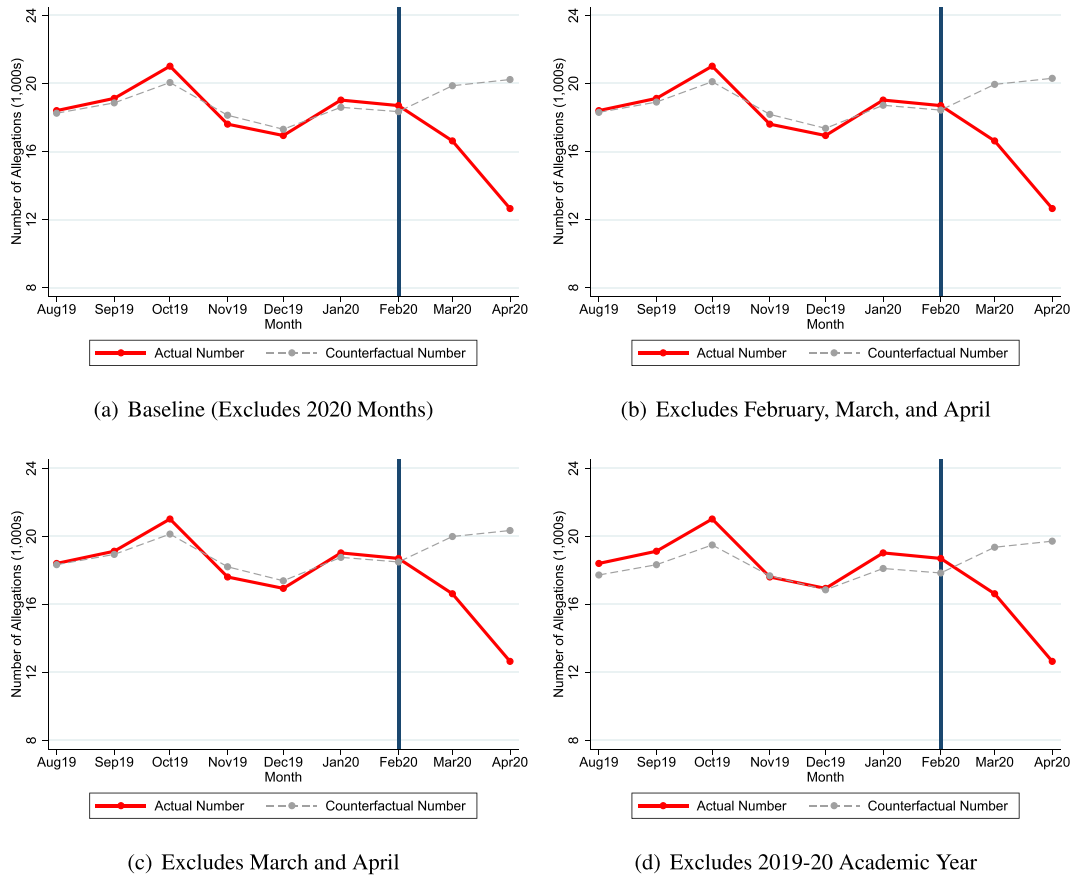 Number of Allegations (1,000s)
24
20
16
12
8
Aug19 Sep19 Oct19 Nov19 Dec19 Jan20 Feb20 Mar20 Apr20
Month
Actual Number Counterfactual Number
(a) Baseline (Excludes 2020 Months)
Number of Allegations (1,000s)
24
20
16
12
8
Aug19 Sep19 Oct19 Nov19 Dec19 Jan20 Feb20 Mar20 Apr20
Month
Actual Number Counterfactual Number
(b) Excludes February, March, and April
Number of Allegations (1,000s)
24
20
16
12
8
Aug19 Sep19 Oct19 Nov19 Dec19 Jan20 Feb20 Mar20 Apr20
Month
Actual Number Counterfactual Number
(c) Excludes March and April
Number of Allegations (1,000s)
24
20
16
12
8
Aug19 Sep19 Oct19 Nov19 Dec19 Jan20 Feb20 Mar20 Apr20
Month
Actual Number Counterfactual Number
(d) Excludes 2019-20 Academic Year